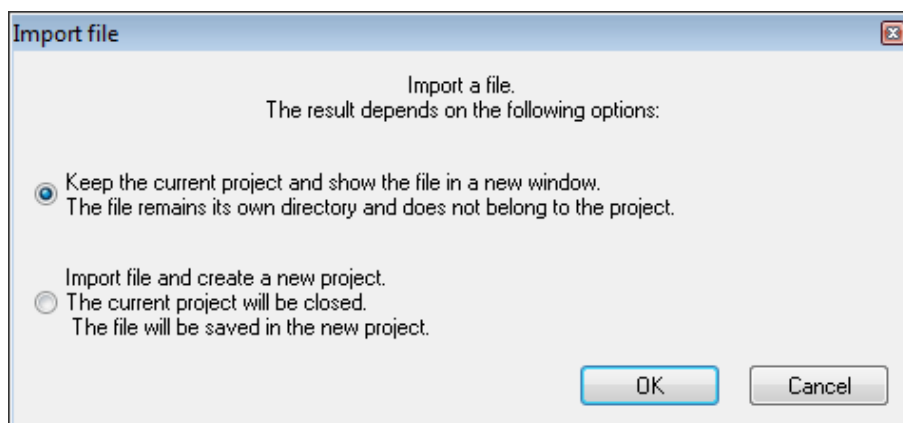 Import file
Import a file.
The result depends on the following options:
Keep the current project and show the file in a new window.
The file remains its own directory and does not belong to the project.
Import file and create a new project.
The current project will be closed.
The file will be saved in the new project.
OK
Cancel